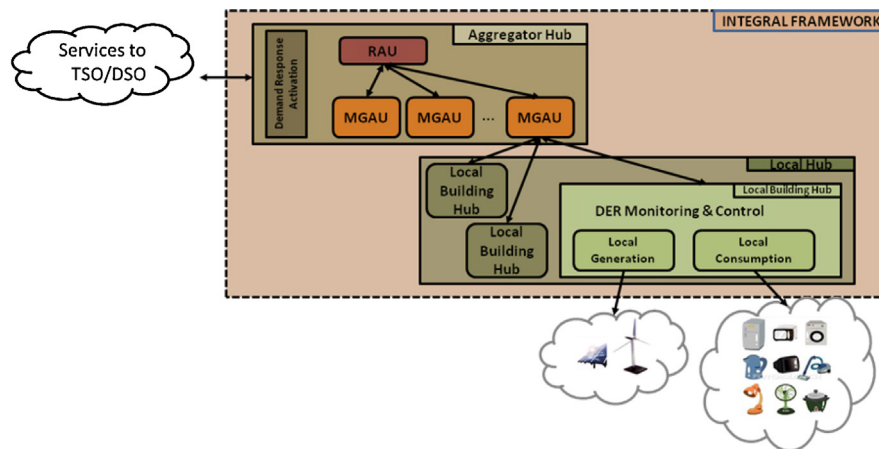 Services to
TSO/DSO
INTEGRAL FRAMEWORK
Aggregator Hub
Demand Response
Activation
RAU
MGAU
MGAU
...
MGAU
Local Hub
Local
Building
Hub
Local
Building
Hub
Local Building Hub
DER Monitoring & Control
Local
Generation
Local
Consumption